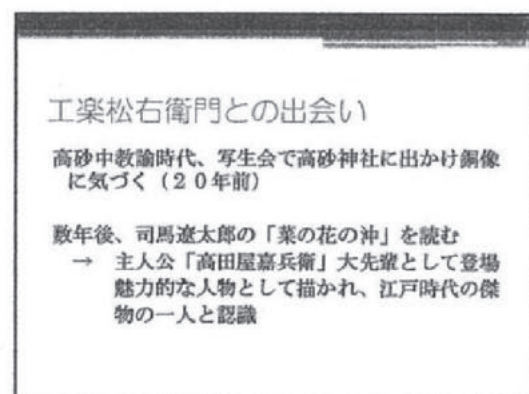 工楽松右衛門との出会い
高砂中教諭時代、写生会で高砂神社に出かけ銅像
に気づく（２０年前）
数年後、司馬遼太郎の「菜の花の沖」を読む
→ 主人公「高田屋嘉兵衛」大先輩として登場
魅力的な人物として描かれ、江戸時代の傑
物の一人と認識